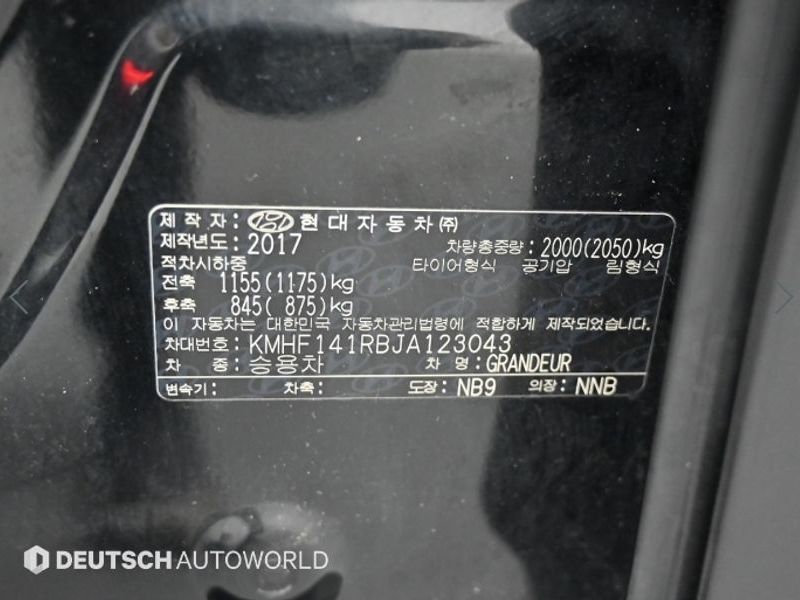 제 작 자 : 현대자동차㈜
제작년도 : 2017 차량총중량 : 2000(2050)kg
적차시하중 타이어형식 공기압 림형식
전축 1155(1175)kg
후축 845( 875)kg
이 자동차는 대한민국 자동차관리법령에 적합하게 제작되었습니다.
차대번호 : KMHF141RBJA123043
차 종 : 승용차 차 명 : GRANDEUR
변속기 : 차축 : 도장 : NB9 의장 : NNB
DEUTSCH AUTOWORLD